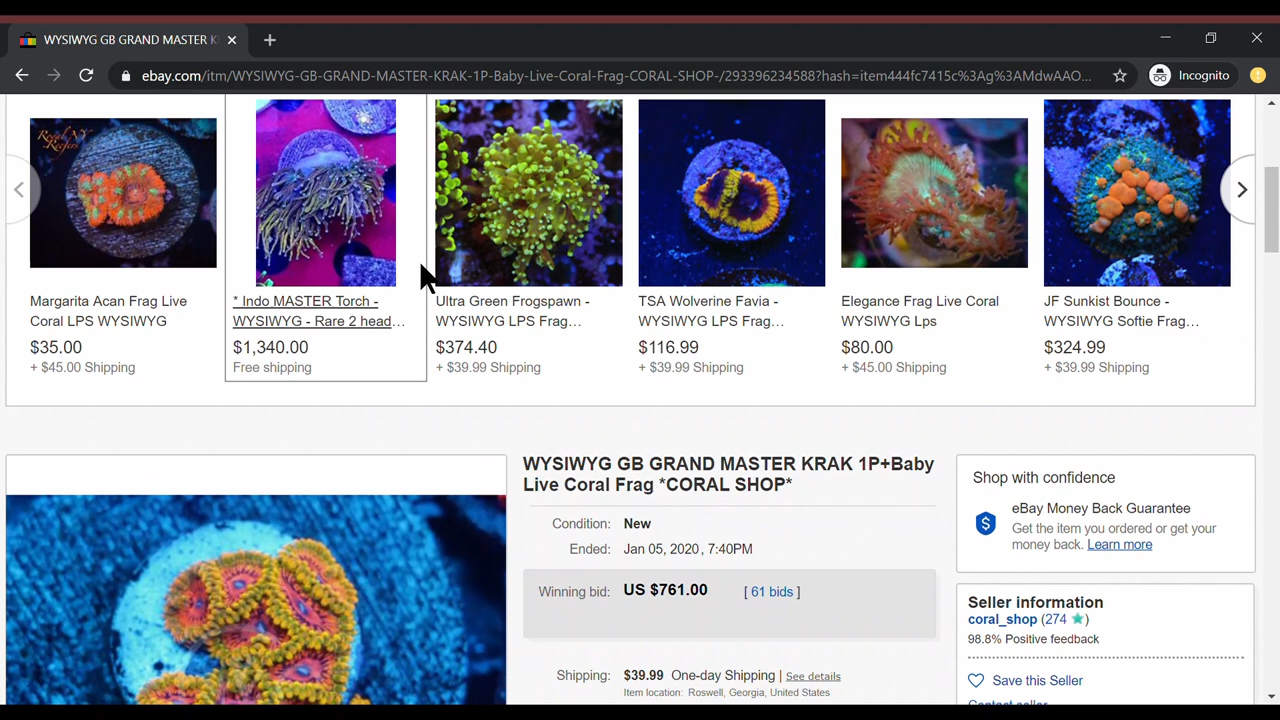 WYSIWYG GB GRAND MASTER K
ebay.com/itm/WYSIWYG-GB-GRAND-MASTER-KRAK-1P-Baby-Live-Coral-Frag-CORAL-SHOP-/293396234588?hash=item444fc7415c%3Ag%3AMdwAAO...
Incognito
Margarita Acan Frag Live
Coral LPS WYSIWYG
$35.00
+ $45.00 Shipping
* Indo MASTER Torch -
WYSIWYG - Rare 2 head...
$1,340.00
Free shipping
Ultra Green Frogspawn -
WYSIWYG LPS Frag...
$374.40
+ $39.99 Shipping
TSA Wolverine Favia -
WYSIWYG LPS Frag...
$116.99
+ $39.99 Shipping
Elegance Frag Live Coral
WYSIWYG Lps
$80.00
+ $45.00 Shipping
JF Sunkist Bounce -
WYSIWYG Softie Frag...
$324.99
+ $39.99 Shipping
WYSIWYG GB GRAND MASTER KRAK 1P+Baby
Live Coral Frag *CORAL SHOP*
Condition: New
Ended: Jan 05, 2020 , 7:40PM
Winning bid: US $761.00 [ 61 bids ]
Shipping: $39.99 One-day Shipping | See details
Item location: Roswell, Georgia, United States
Shop with confidence
eBay Money Back Guarantee
Get the item you ordered or get your
money back. Learn more
Seller information
coral_shop (274 )
98.8% Positive feedback
Save this Seller
Contact seller